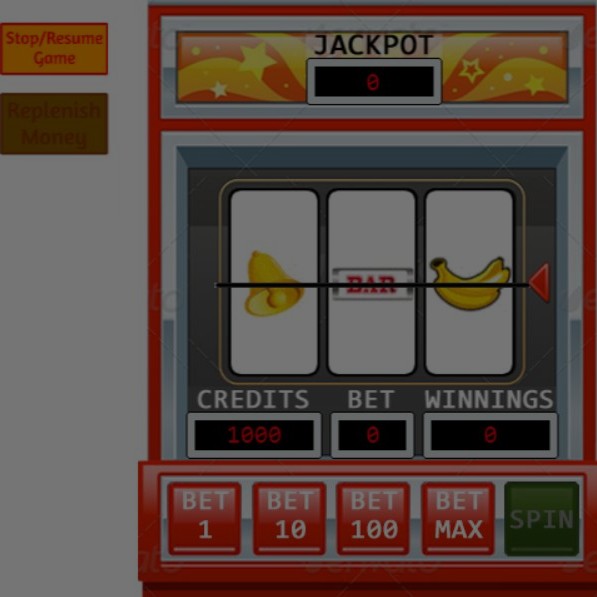 Stop/Resume
Game
Replenish
Money
JACKPOT
0
BAR
CREDITS BET WINNINGS
1000 0 0
BET
1
BET
10
BET
100
BET
MAX
SPIN